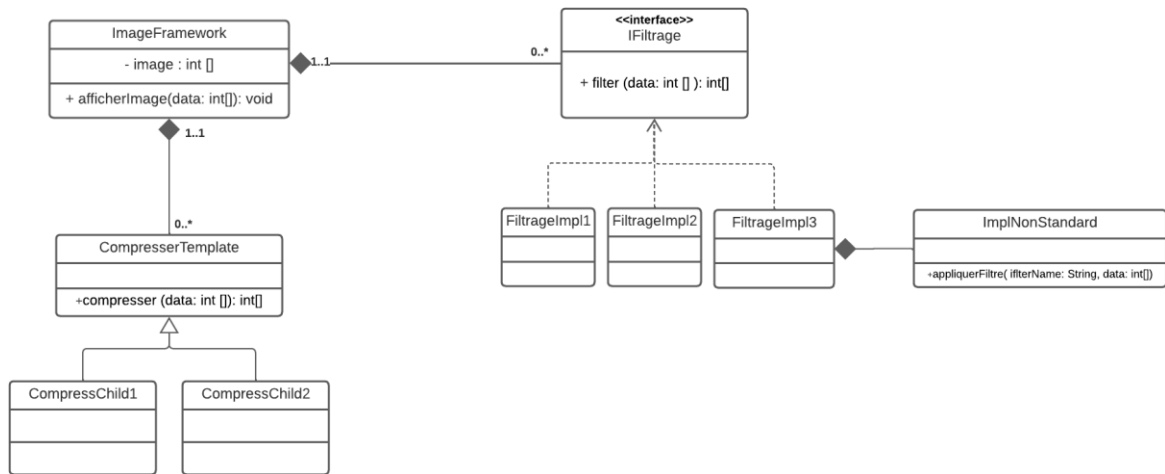 ImageFramework
- image : int []
+ afficherImage(data: int[]): void
1..1
0..*
<<interface>>
IFiltrage
+ filter (data: int [] ): int[]
1..1
0..*
CompresserTemplate
+compresser (data: int []): int[]
FiltrageImpl1
FiltrageImpl2
FiltrageImpl3
ImplNonStandard
+appliquerFiltre( iflterName: String, data: int[])
CompressChild1
CompressChild2